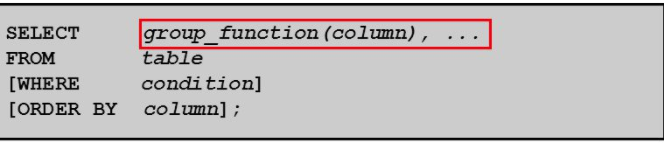 SELECT group_function(column), ...
FROM table
[WHERE condition]
[ORDER BY column];